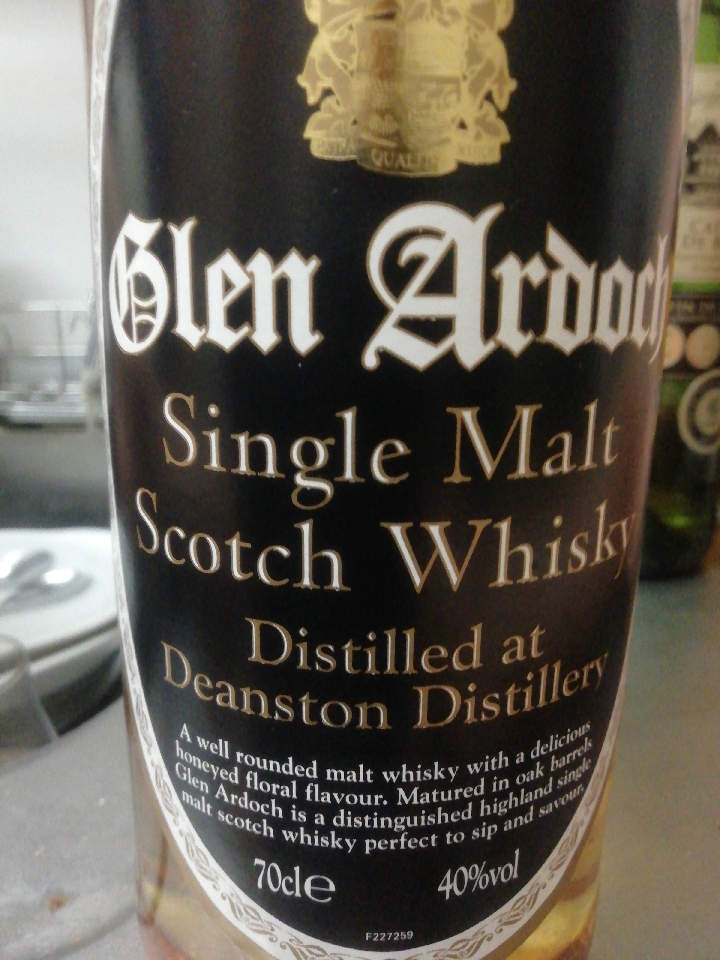 QUALITY
Glen Ardoch
Single Malt
Scotch Whisky
Distilled at
Deanston Distillery
A well rounded malt whisky with a delicious
honeyed floral flavour. Matured in oak barrels
Glen Ardoch is a distinguished highland single
malt scotch whisky perfect to sip and savour.
70cl℮ 40%vol
F227259